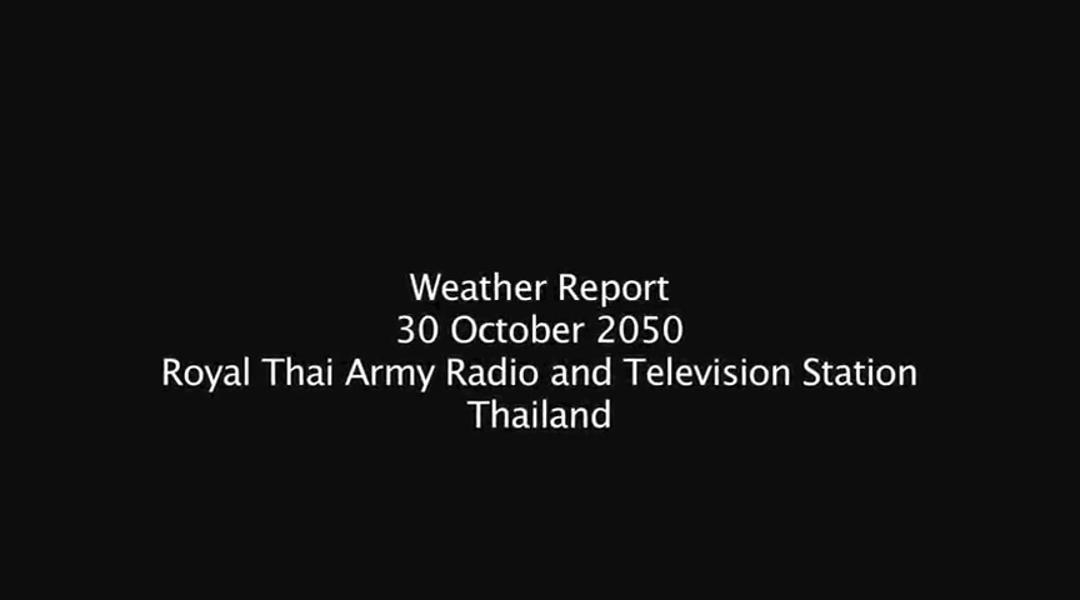 Weather Report
30 October 2050
Royal Thai Army Radio and Television Station
Thailand